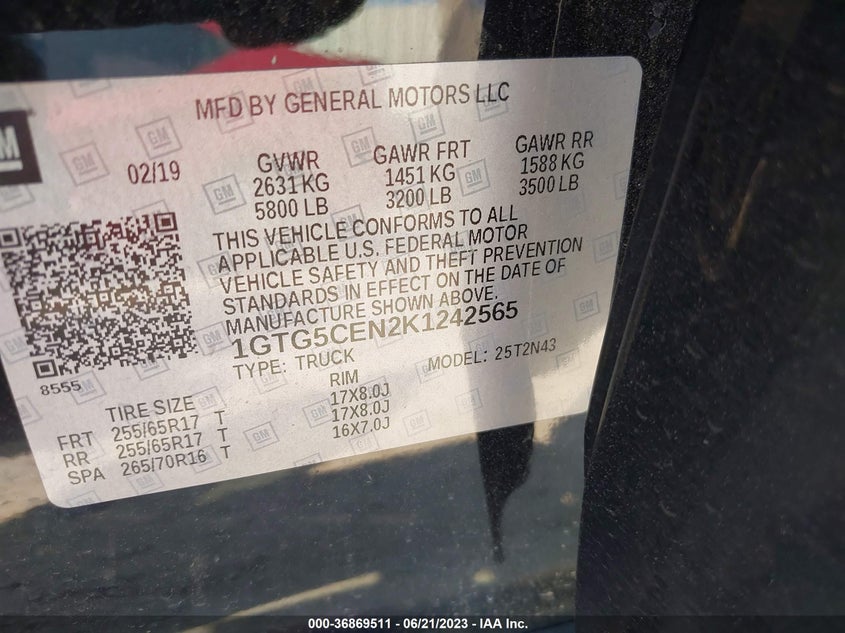 MFD BY GENERAL MOTORS LLC
GM
02/19
GVWR
2631 KG
5800 LB
GAWR FRT
1451 KG
3200 LB
GAWR RR
1588 KG
3500 LB
THIS VEHICLE CONFORMS TO ALL
APPLICABLE U.S. FEDERAL MOTOR
VEHICLE SAFETY AND THEFT PREVENTION
STANDARDS IN EFFECT ON THE DATE OF
MANUFACTURE SHOWN ABOVE.
1GTG5CEN2K1242565
TYPE: TRUCK MODEL: 25T2N43
8555
TIRE SIZE RIM
FRT 255/65R17 T 17X8.0J
RR 255/65R17 T 17X8.0J
SPA 265/70R16 T 16X7.0J
000-36869511 - 06/21/2023 - IAA Inc.